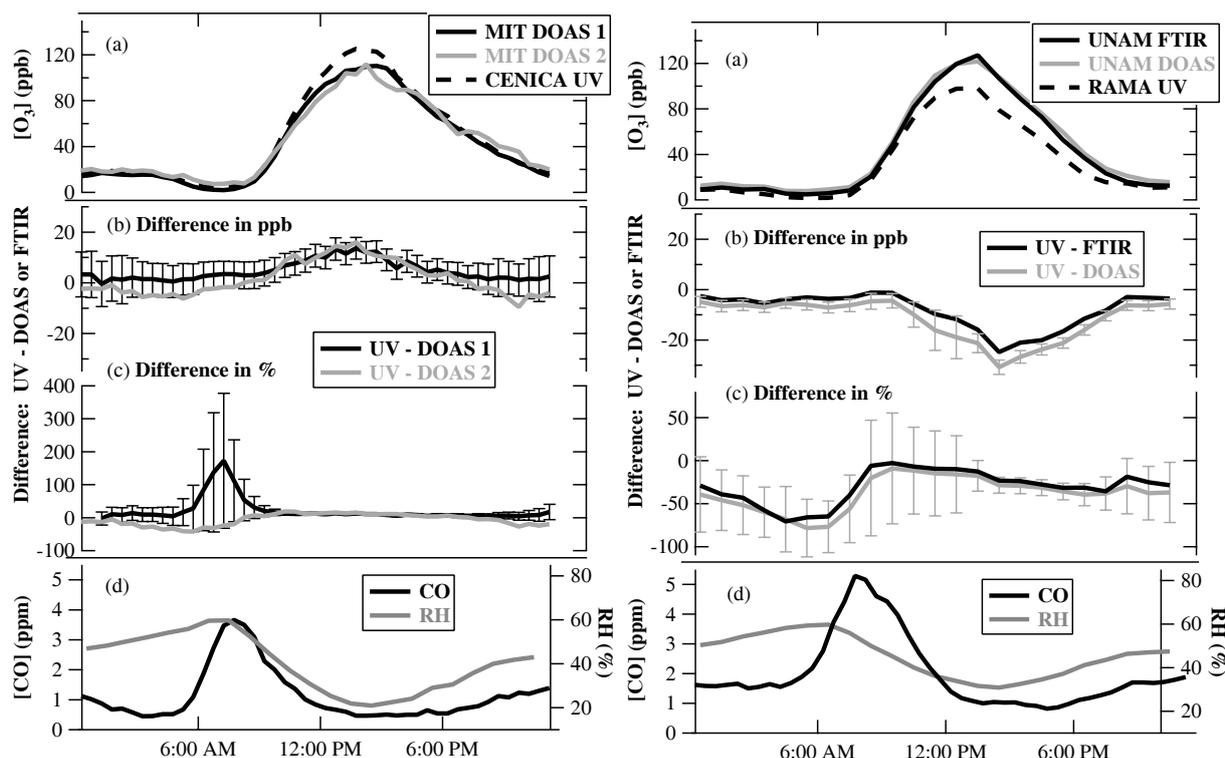 (a)
MIT DOAS 1
MIT DOAS 2
CENICA UV
[O3] (ppb)
120
80
40
0
(b) Difference in ppb
20
0
-20
UV - DOAS 1
UV - DOAS 2
(c) Difference in %
400
300
200
100
0
-100
Difference: UV - DOAS or FTIR
(d)
CO
RH
[CO] (ppm)
5
4
3
2
1
0
RH (%)
80
60
40
20
6:00 AM
12:00 PM
6:00 PM
(a)
UNAM FTIR
UNAM DOAS
RAMA UV
[O3] (ppb)
120
80
40
0
(b) Difference in ppb
UV - FTIR
UV - DOAS
20
0
-20
(c) Difference in %
50
0
-50
-100
Difference: UV - DOAS or FTIR
(d)
CO
RH
[CO] (ppm)
5
4
3
2
1
0
RH (%)
80
60
40
20
6:00 AM
12:00 PM
6:00 PM